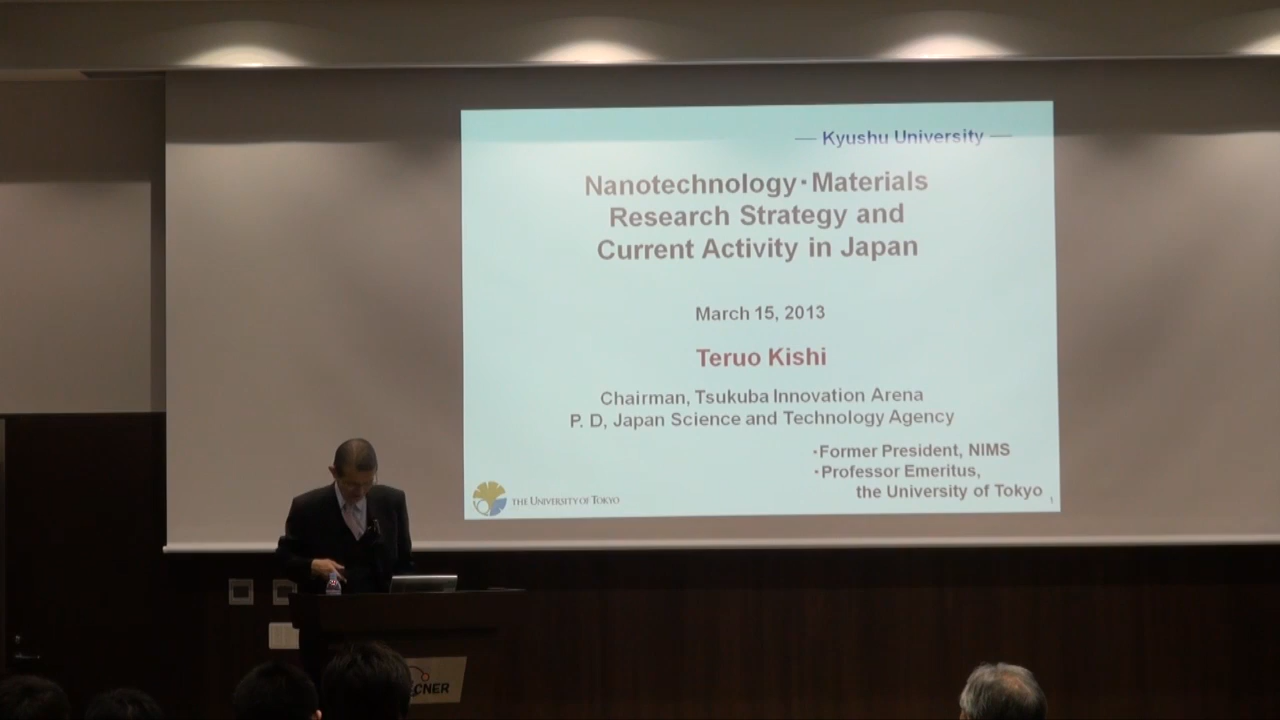 — Kyushu University —
Nanotechnology・Materials
Research Strategy and
Current Activity in Japan
March 15, 2013
Teruo Kishi
Chairman, Tsukuba Innovation Arena
P. D, Japan Science and Technology Agency
・Former President, NIMS
・Professor Emeritus,
the University of Tokyo
THE UNIVERSITY OF TOKYO
1
CNER